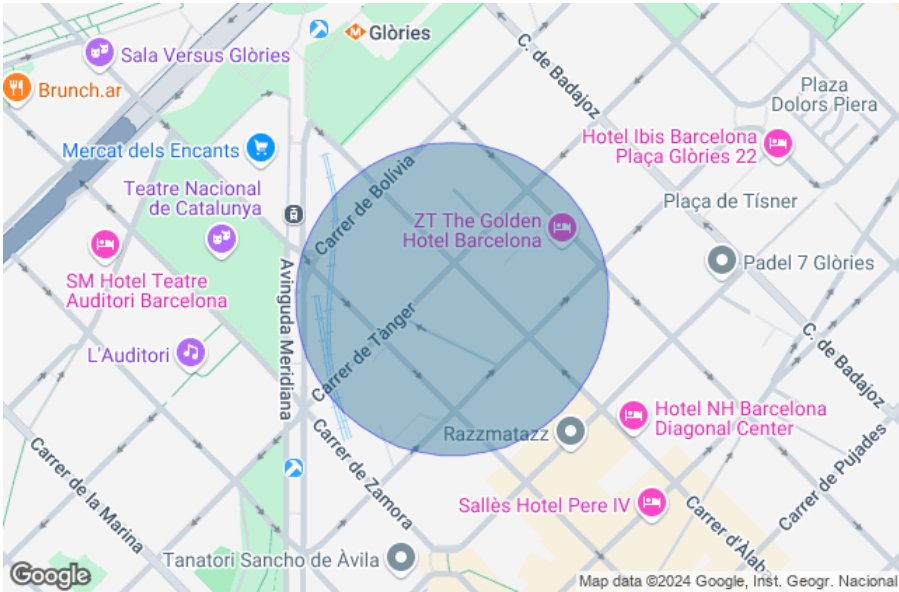 Glòries
C. de Badajoz
Sala Versus Glòries
Plaza
Dolors Piera
Brunch.ar
Hotel Ibis Barcelona
Plaça Glòries 22
Mercat dels Encants
Carrer de Bolívia
Teatre Nacional
de Catalunya
Plaça de Tísner
ZT The Golden
Hotel Barcelona
Padel 7 Glòries
SM Hotel Teatre
Auditori Barcelona
Avinguda Meridiana
Carrer de Tànger
L'Auditori
C. de Badajoz
Hotel NH Barcelona
Diagonal Center
Razzmatazz
Carrer de Pujades
Carrer de la Marina
Carrer de Zamora
Sallès Hotel Pere IV
Carrer d'Àlaba
Tanatori Sancho de Àvila
Google
Map data ©2024 Google, Inst. Geogr. Nacional